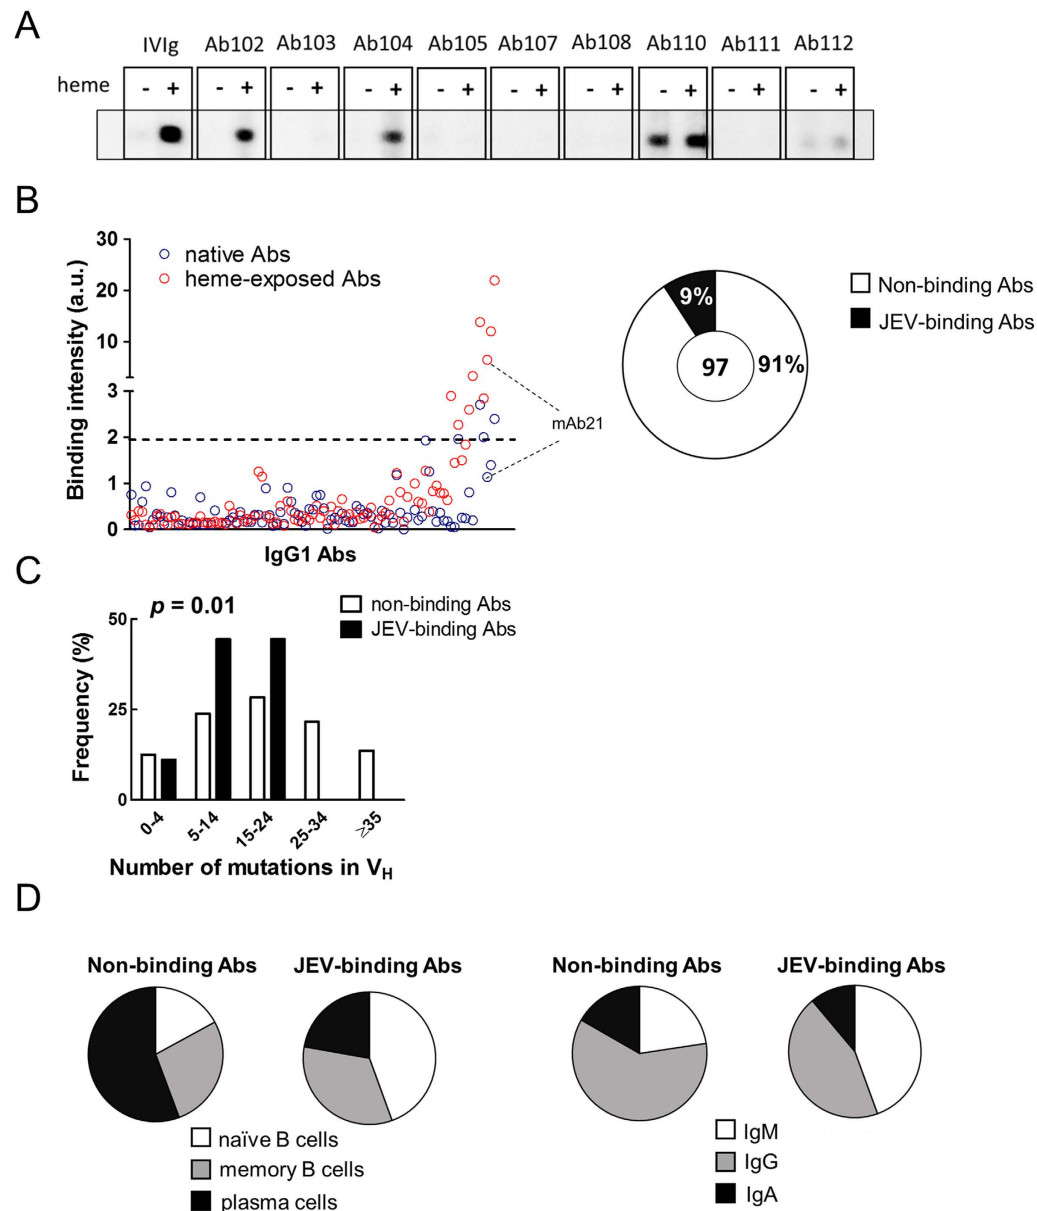 A
IVIg Ab102 Ab103 Ab104 Ab105 Ab107 Ab108 Ab110 Ab111 Ab112
heme - + - + - + - + - + - + - + - + - + - +
B
30
20
10
3
2
1
0
Binding intensity (a.u.)
native Abs
heme-exposed Abs
mAb21
IgG1 Abs
9%
97
91%
Non-binding Abs
JEV-binding Abs
C
p = 0.01
non-binding Abs
JEV-binding Abs
50
25
0
Frequency (%)
0-4 5-14 15-24 25-34 ≥35
Number of mutations in VH
D
Non-binding Abs JEV-binding Abs
naïve B cells
memory B cells
plasma cells
Non-binding Abs JEV-binding Abs
IgM
IgG
IgA